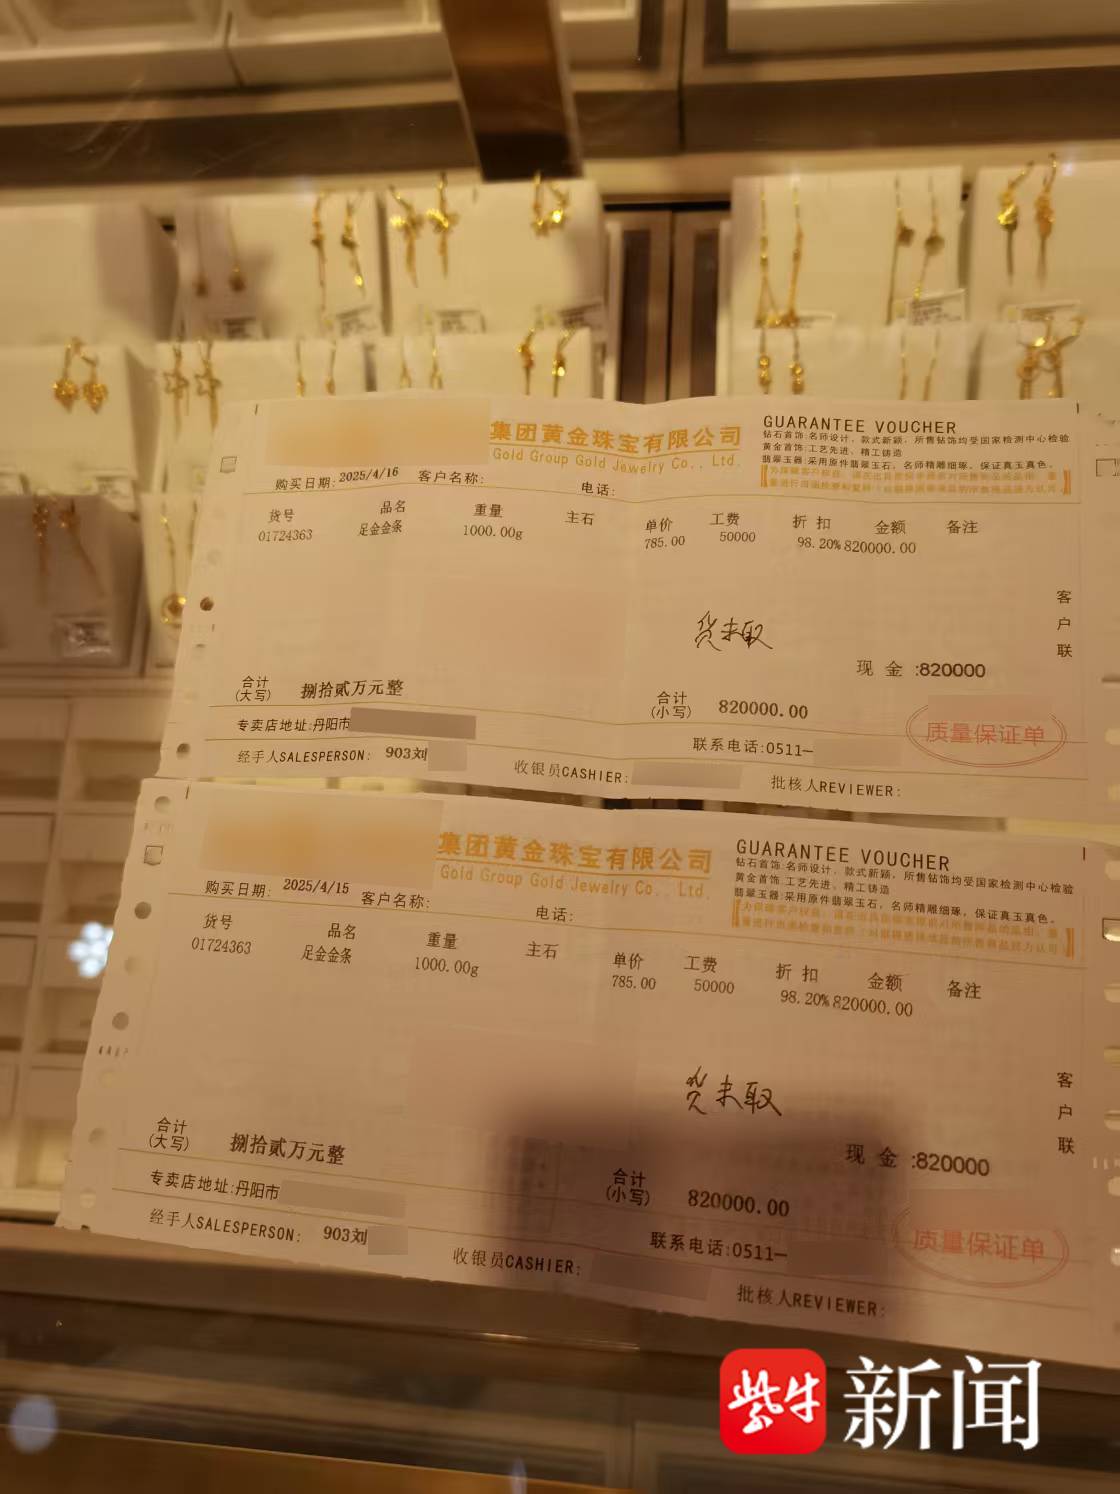 集团黄金珠宝有限公司
Gold Group Gold Jewelry Co., Ltd.
GUARANTEE VOUCHER
钻石首饰:名师设计、款式新颖，所售钻饰均受国家检测中心检验
黄金首饰:工艺先进、精工铸造
翡翠玉器:采用原件翡翠玉石，名师精雕细琢，保证真玉真色。
购买日期: 2025/4/16 客户名称: 电话:
货号 品名 重量 主石 单价 工费 折扣 金额 备注
01724363 足金金条 1000.00g 785.00 50000 98.20% 820000.00
货未取
客户联
现金:820000
合计(大写) 捌拾贰万元整 合计(小写) 820000.00
质量保证单
专卖店地址:丹阳市 联系电话:0511—
经手人SALESPERSON: 903刘 收银员CASHIER: 批核人REVIEWER:
集团黄金珠宝有限公司
Gold Group Gold Jewelry Co., Ltd.
GUARANTEE VOUCHER
钻石首饰:名师设计、款式新颖，所售钻饰均受国家检测中心检验
黄金首饰:工艺先进、精工铸造
翡翠玉器:采用原件翡翠玉石，名师精雕细琢，保证真玉真色。
购买日期: 2025/4/15 客户名称: 电话:
货号 品名 重量 主石 单价 工费 折扣 金额 备注
01724363 足金金条 1000.00g 785.00 50000 98.20% 820000.00
货未取
客户联
现金:820000
合计(大写) 捌拾贰万元整 合计(小写) 820000.00
质量保证单
专卖店地址:丹阳市 联系电话:0511—
经手人SALESPERSON: 903刘 收银员CASHIER: 批核人REVIEWER:
紫牛新闻